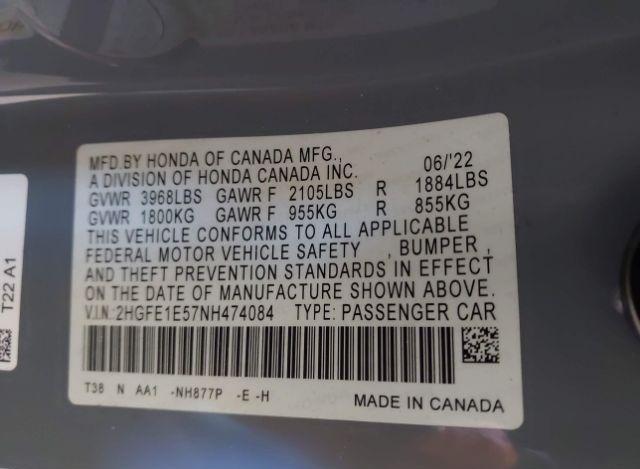 MFD.BY HONDA OF CANADA MFG., 06/'22
A DIVISION OF HONDA CANADA INC.
GVWR 3968LBS GAWR F 2105LBS R 1884LBS
GVWR 1800KG GAWR F 955KG R 855KG
THIS VEHICLE CONFORMS TO ALL APPLICABLE
FEDERAL MOTOR VEHICLE SAFETY , BUMPER ,
AND THEFT PREVENTION STANDARDS IN EFFECT
ON THE DATE OF MANUFACTURE SHOWN ABOVE.
V.I.N:2HGFE1E57NH474084 TYPE: PASSENGER CAR
T38 N AA1 -NH877P -E -H
MADE IN CANADA
T22 A1